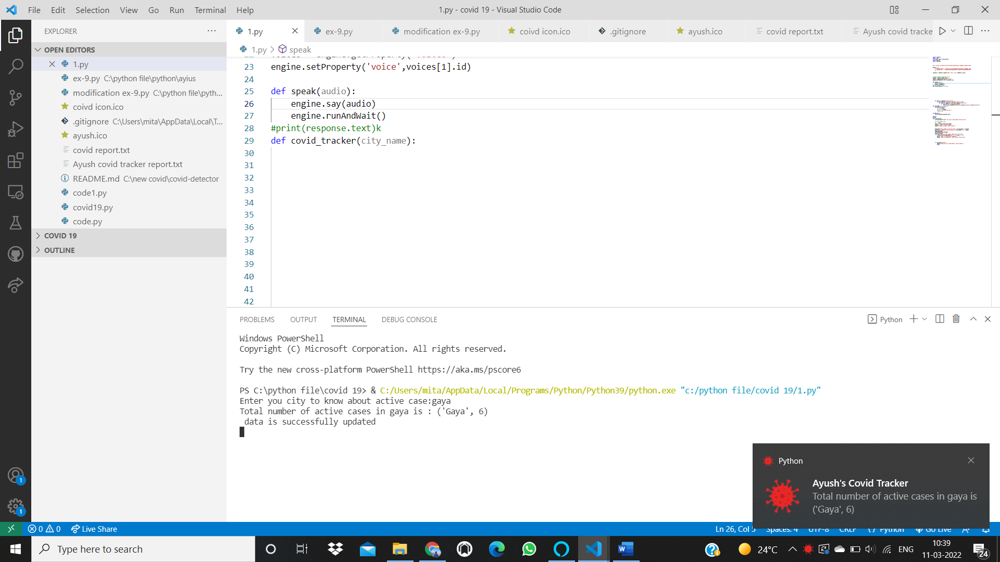 File Edit Selection View Go Run Terminal Help
1.py - covid 19 - Visual Studio Code
EXPLORER
OPEN EDITORS
1.py
ex-9.py C:\python file\python\ayius
modification ex-9.py C:\python file\pyth...
coivd icon.ico
.gitignore C:\Users\mita\AppData\Local\T...
ayush.ico
covid report.txt
Ayush covid tracker report.txt
README.md C:\new covid\covid-detector
code1.py
covid19.py
code.py
COVID 19
OUTLINE
1
1
1.py ex-9.py modification ex-9.py coivd icon.ico .gitignore ayush.ico covid report.txt Ayush covid tracke
1.py > speak
23 engine.setProperty('voice',voices[1].id)
24
25 def speak(audio):
26 engine.say(audio)
27 engine.runAndWait()
28 #print(response.text)k
29 def covid_tracker(city_name):
30
31
32
33
34
35
36
37
38
39
40
41
42
PROBLEMS OUTPUT TERMINAL DEBUG CONSOLE
Python
Windows PowerShell
Copyright (C) Microsoft Corporation. All rights reserved.
Try the new cross-platform PowerShell https://aka.ms/pscore6
PS C:\python file\covid 19> & C:/Users/mita/AppData/Local/Programs/Python/Python39/python.exe "c:/python file/covid 19/1.py"
Enter you city to know about active case:gaya
Total number of active cases in gaya is : ('Gaya', 6)
data is successfully updated
Python
Ayush's Covid Tracker
Total number of active cases in gaya is
('Gaya', 6)
0 0 Live Share
Ln 26, Col 5 Spaces: 4 UTF-8 CRLF Python Go Live
Type here to search
24°C
ENG
10:39
11-03-2022
24